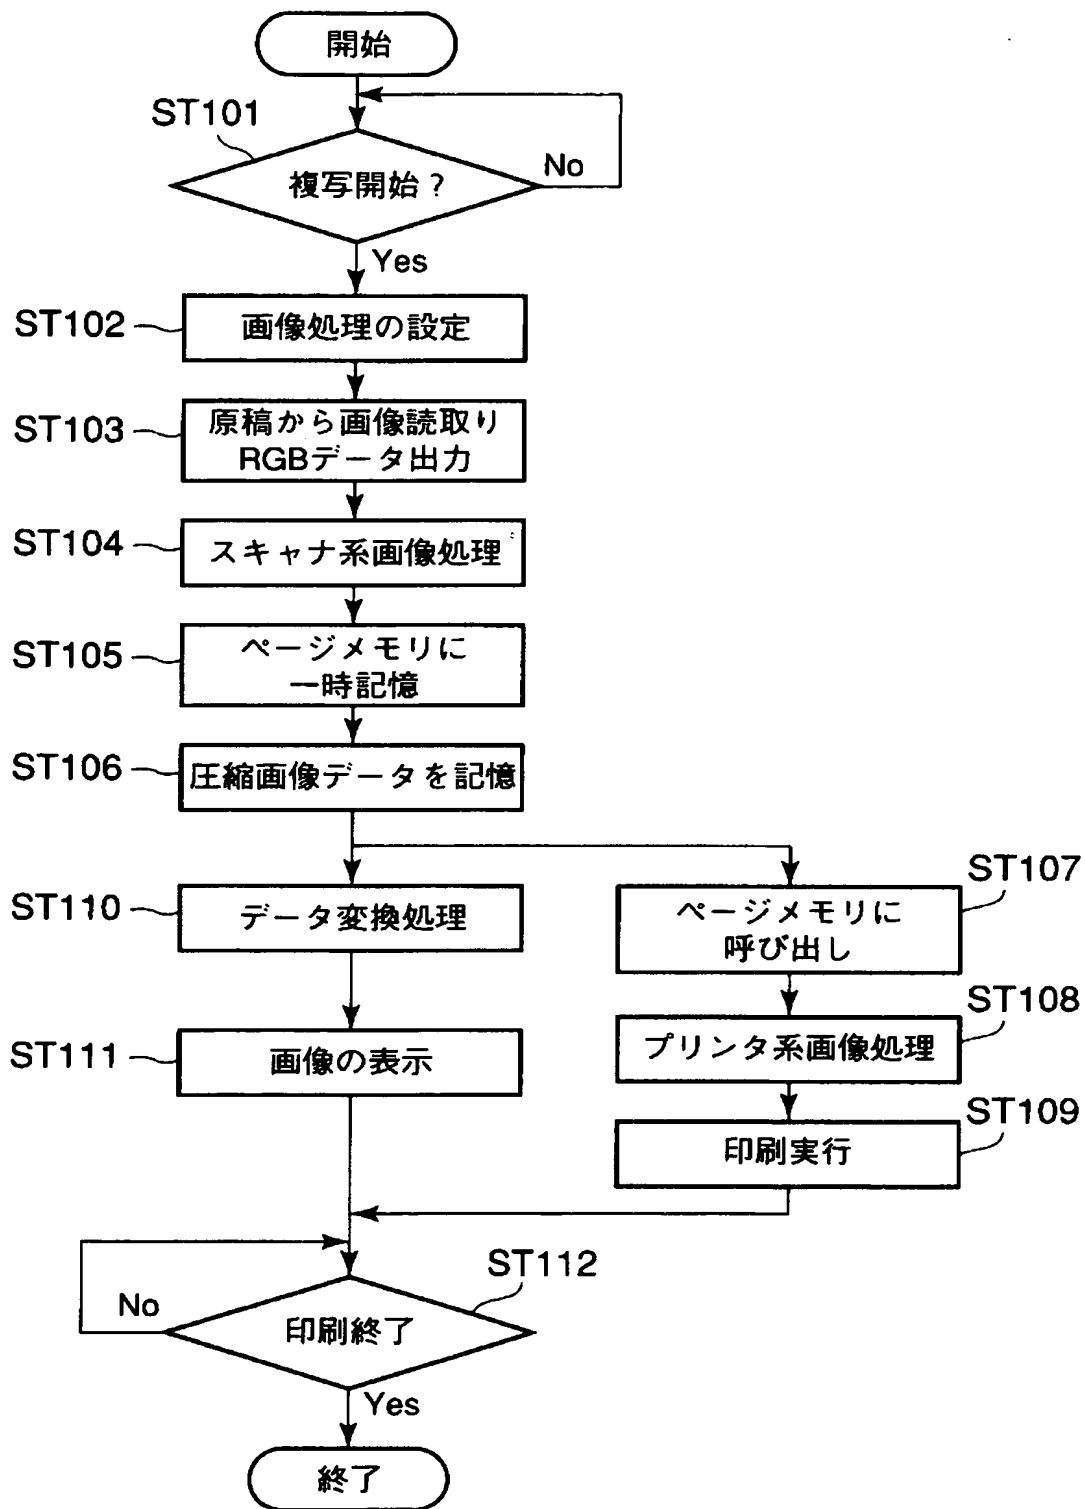 開始
ST101
複写開始？
No
Yes
ST102
画像処理の設定
ST103
原稿から画像読取り
RGBデータ出力
ST104
スキャナ系画像処理
ST105
ページメモリに
一時記憶
ST106
圧縮画像データを記憶
ST110
データ変換処理
ST107
ページメモリに
呼び出し
ST108
プリンタ系画像処理
ST111
画像の表示
ST109
印刷実行
ST112
No
印刷終了
Yes
終了